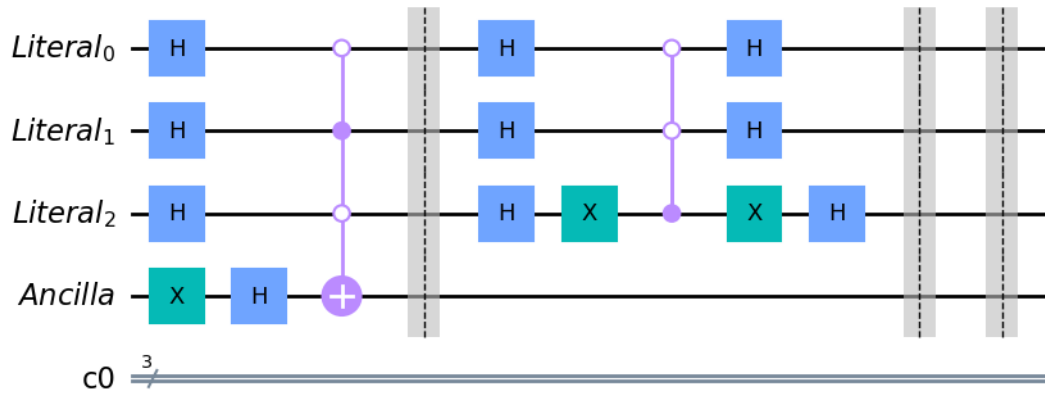 Literal₀ H H H
Literal₁ H H H
Literal₂ H H X X H
Ancilla X H
3
c0